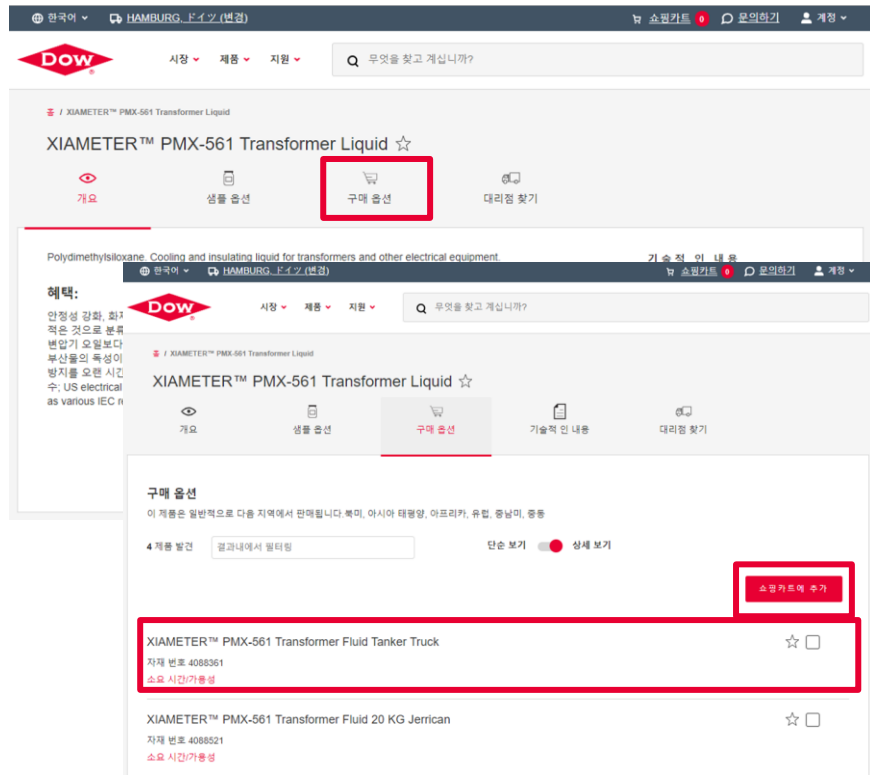 한국어
HAMBURG, ドイツ (변경)
쇼핑카트 0
문의하기
계정
DOW
시장 제품 지원
무엇을 찾고 계십니까?
홈 / XIAMETER™ PMX-561 Transformer Liquid
XIAMETER™ PMX-561 Transformer Liquid
개요
샘플 옵션
구매 옵션
대리점 찾기
Polydimethylsiloxane. Cooling and insulating liquid for transformers and other electrical equipment.
기술적 인 내용
혜택:
안정성 강화, 화
적은 것으로 분류
변압기 오일보다
부산물의 독성이
방지를 오랜 시간
수; US electrical
as various IEC
한국어
HAMBURG, ドイツ (변경)
쇼핑카트 0
문의하기
계정
DOW
시장 제품 지원
무엇을 찾고 계십니까?
홈 / XIAMETER™ PMX-561 Transformer Liquid
XIAMETER™ PMX-561 Transformer Liquid
개요
샘플 옵션
구매 옵션
기술적 인 내용
대리점 찾기
구매 옵션
이 제품은 일반적으로 다음 지역에서 판매됩니다.북미, 아시아 태평양, 아프리카, 유럽, 중남미, 중동
4 제품 발견
결과내에서 필터링
단순 보기
상세 보기
쇼핑카트에 추가
XIAMETER™ PMX-561 Transformer Fluid Tanker Truck
자재 번호 4088361
소요 시간/가용성
XIAMETER™ PMX-561 Transformer Fluid 20 KG Jerrican
자재 번호 4088521
소요 시간/가용성